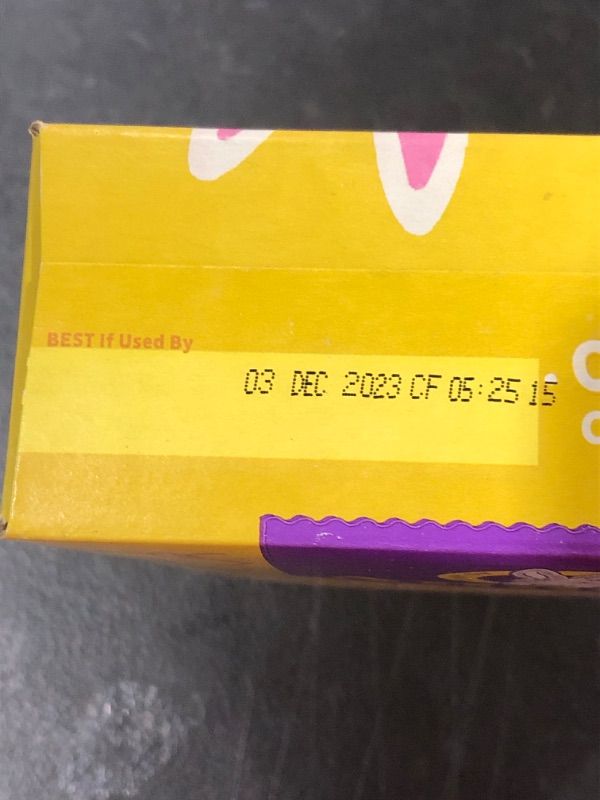 BEST If Used By
03 DEC 2023 CF 05:25 15